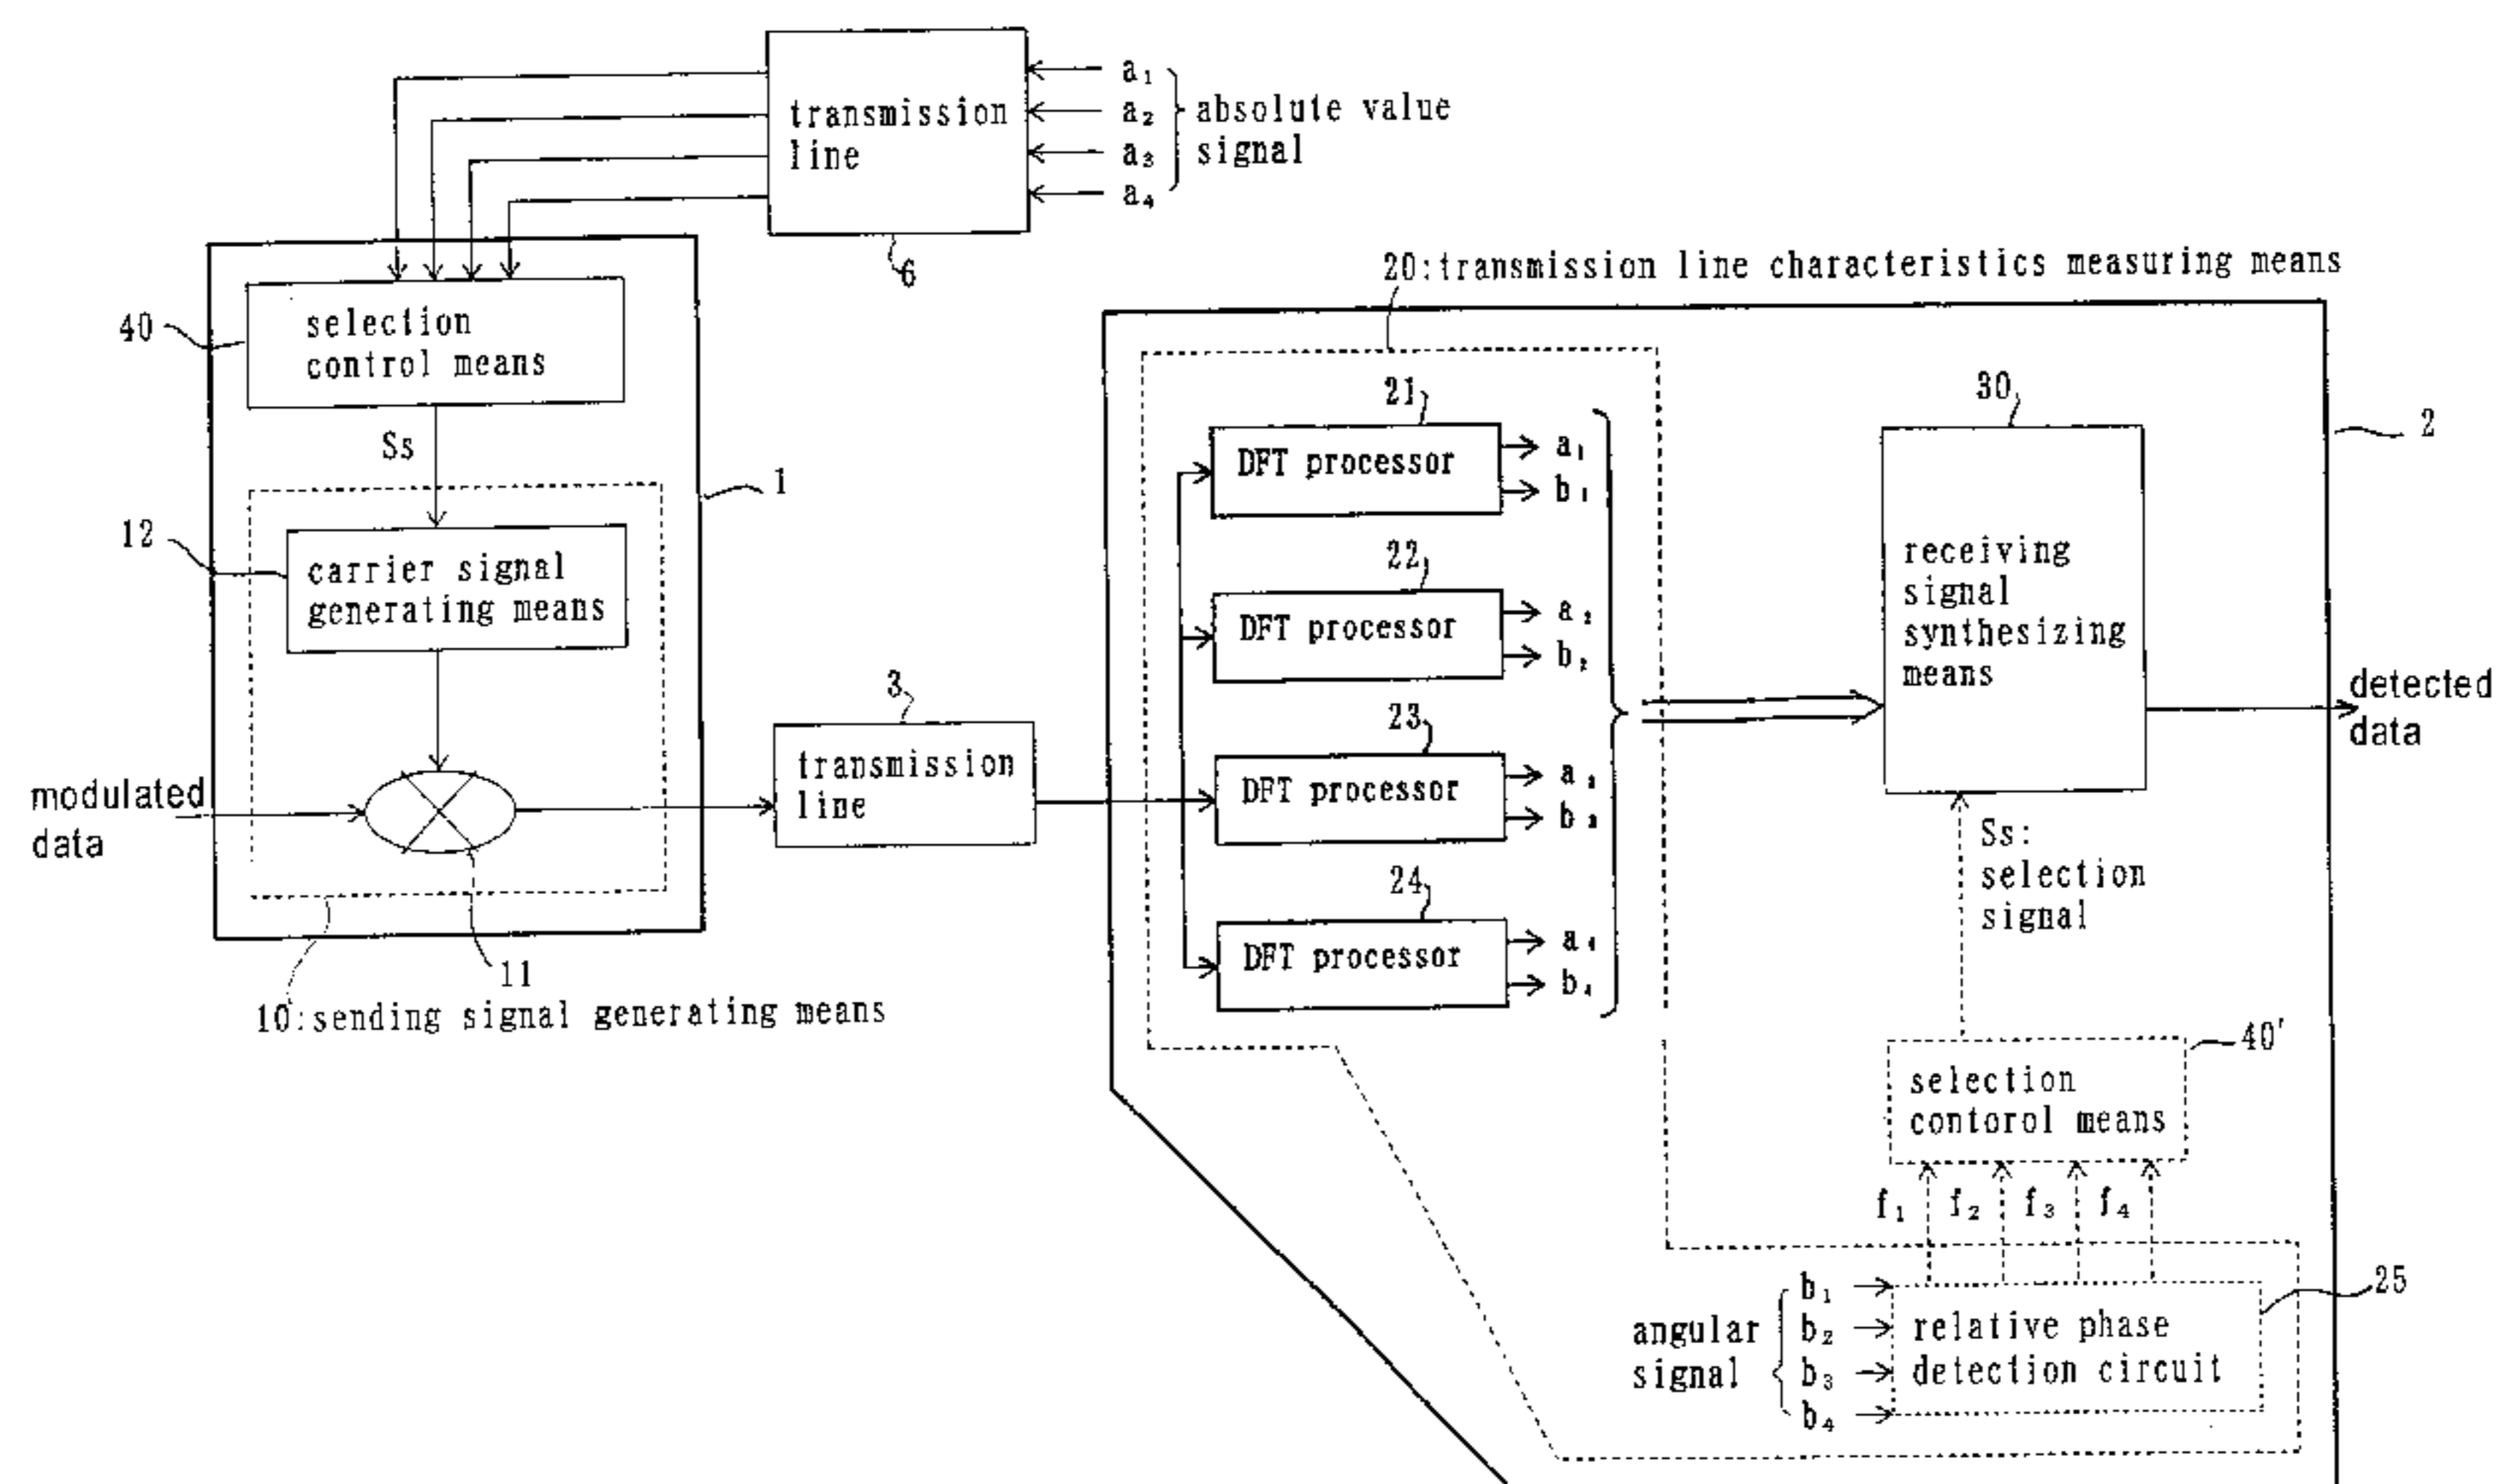 transmission
line
a₁
a₂
a₃
a₄
absolute value
signal
6
40
selection
control means
Ss
1
12
carrier signal
generating means
modulated
data
11
10:sending signal generating means
3
transmission
line
20:transmission line characteristics measuring means
2
21
DFT processor
a₁
b₁
22
DFT processor
a₂
b₂
23
DFT processor
a₃
b₃
24
DFT processor
a₄
b₄
30
receiving
signal
synthesizing
means
detected
data
Ss:
selection
signal
40'
selection
contorol means
f₁ f₂ f₃ f₄
25
angular
signal
b₁
b₂
b₃
b₄
relative phase
detection circuit